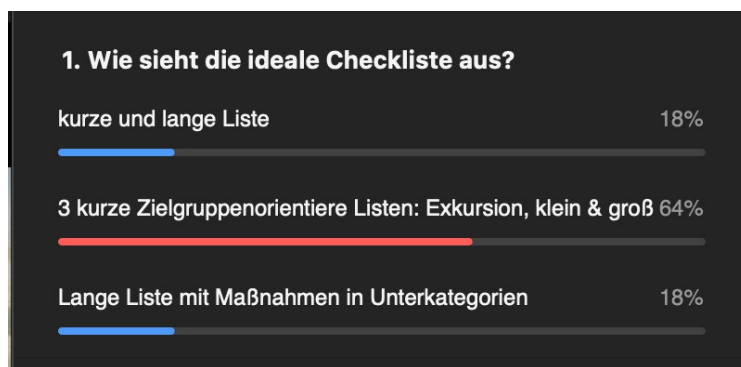 1. Wie sieht die ideale Checkliste aus?
kurze und lange Liste 18%
3 kurze Zielgruppenorientiere Listen: Exkursion, klein & groß 64%
Lange Liste mit Maßnahmen in Unterkategorien 18%